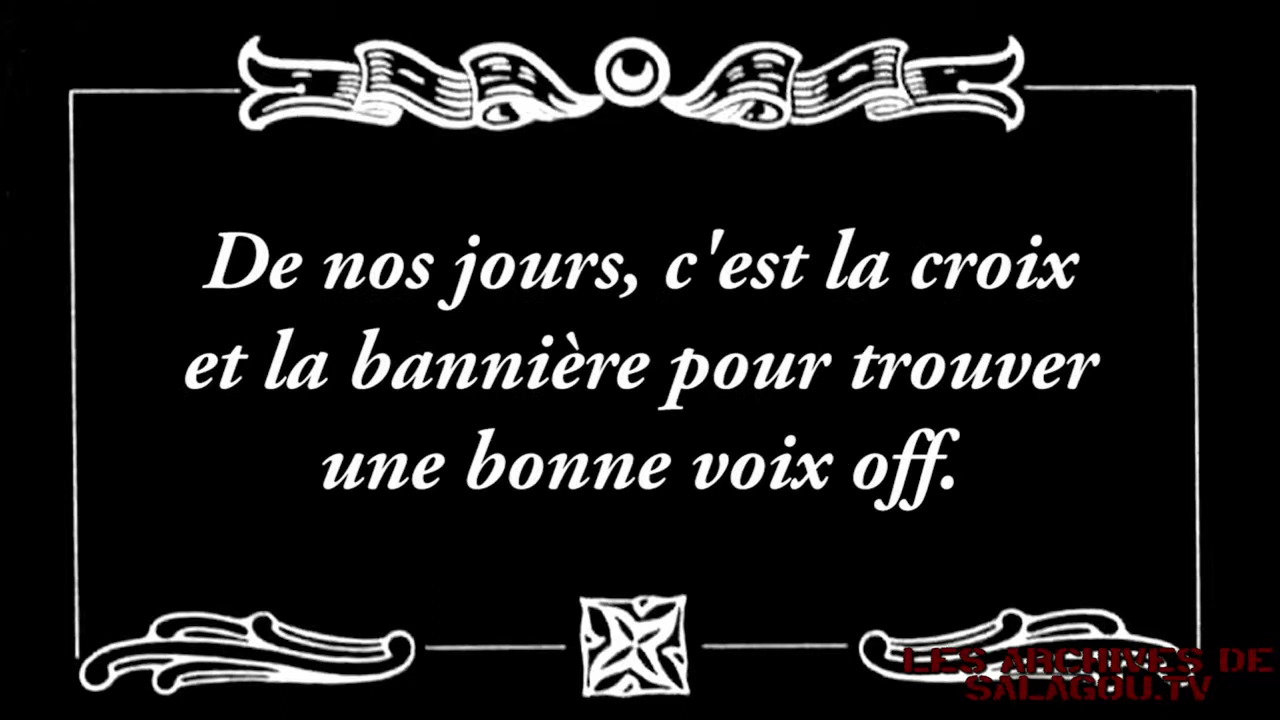 De nos jours, c'est la croix
et la bannière pour trouver
une bonne voix off.
LES ARCHIVES DE
SALAGOU.TV